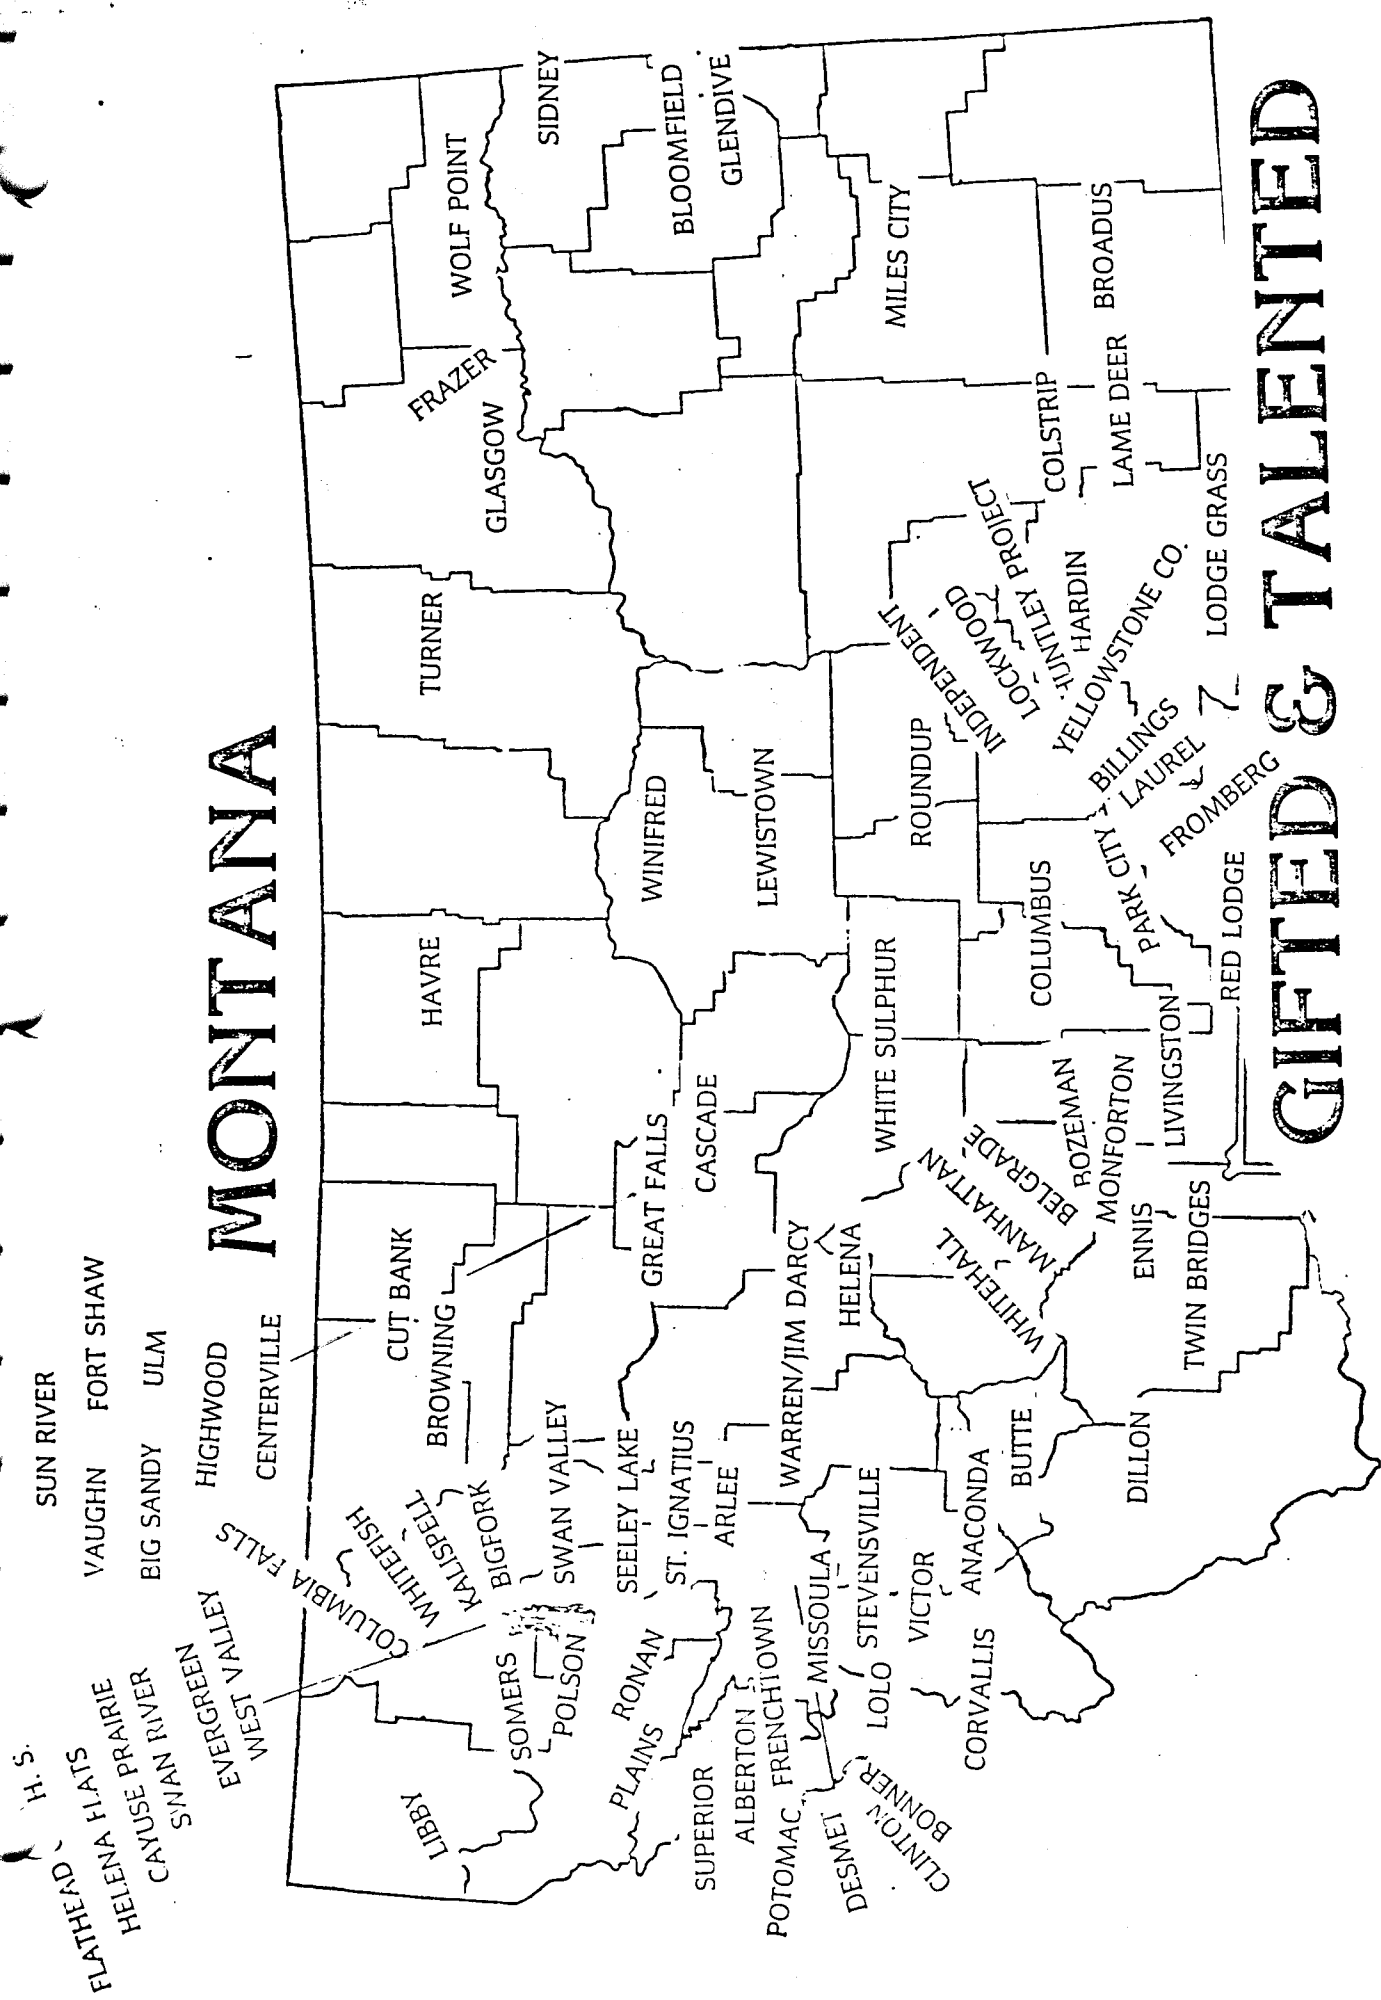 MONTANA
FLATHEAD H.S.
HELENA FLATS
CAYUSE PRAIRIE
SWAN RIVER
EVERGREEN
WEST VALLEY
SUN RIVER
VAUGHN FORT SHAW
BIG SANDY ULM
HIGHWOOD
CENTERVILLE
COLUMBIA FALLS
WHITEFISH
KALISPELL
BIGFORK
LIBBY
SOMERS
POLSON
CUT BANK
BROWNING
HAVRE
TURNER
GLASGOW
FRAZER
WOLF POINT
SIDNEY
SWAN VALLEY
SEELEY LAKE
ST. IGNATIUS
ARLEE
RONAN
PLAINS
SUPERIOR
ALBERTON
FRENCHTOWN
POTOMAC
DESMET
CLINTON
BONNER
MISSOULA
LOLO
STEVENSVILLE
VICTOR
CORVALLIS
GREAT FALLS
CASCADE
WINIFRED
LEWISTOWN
BLOOMFIELD
GLENDIVE
WARREN/JIM DARCY
HELENA
WHITE SULPHUR
ROUNDUP
MILES CITY
ANACONDA
BUTTE
DILLON
WHITEHALL
MANHATTAN
BELGRADE
BOZEMAN
MONFORTON
LIVINGSTON
ENNIS
TWIN BRIDGES
COLUMBUS
PARK CITY
RED LODGE
FROMBERG
LAUREL
BILLINGS
YELLOWSTONE CO.
INDEPENDENT
LOCKWOOD
HUNTLEY PROJECT
HARDIN
LODGE GRASS
COLSTRIP
LAME DEER
BROADUS
GIFTED & TALENTED